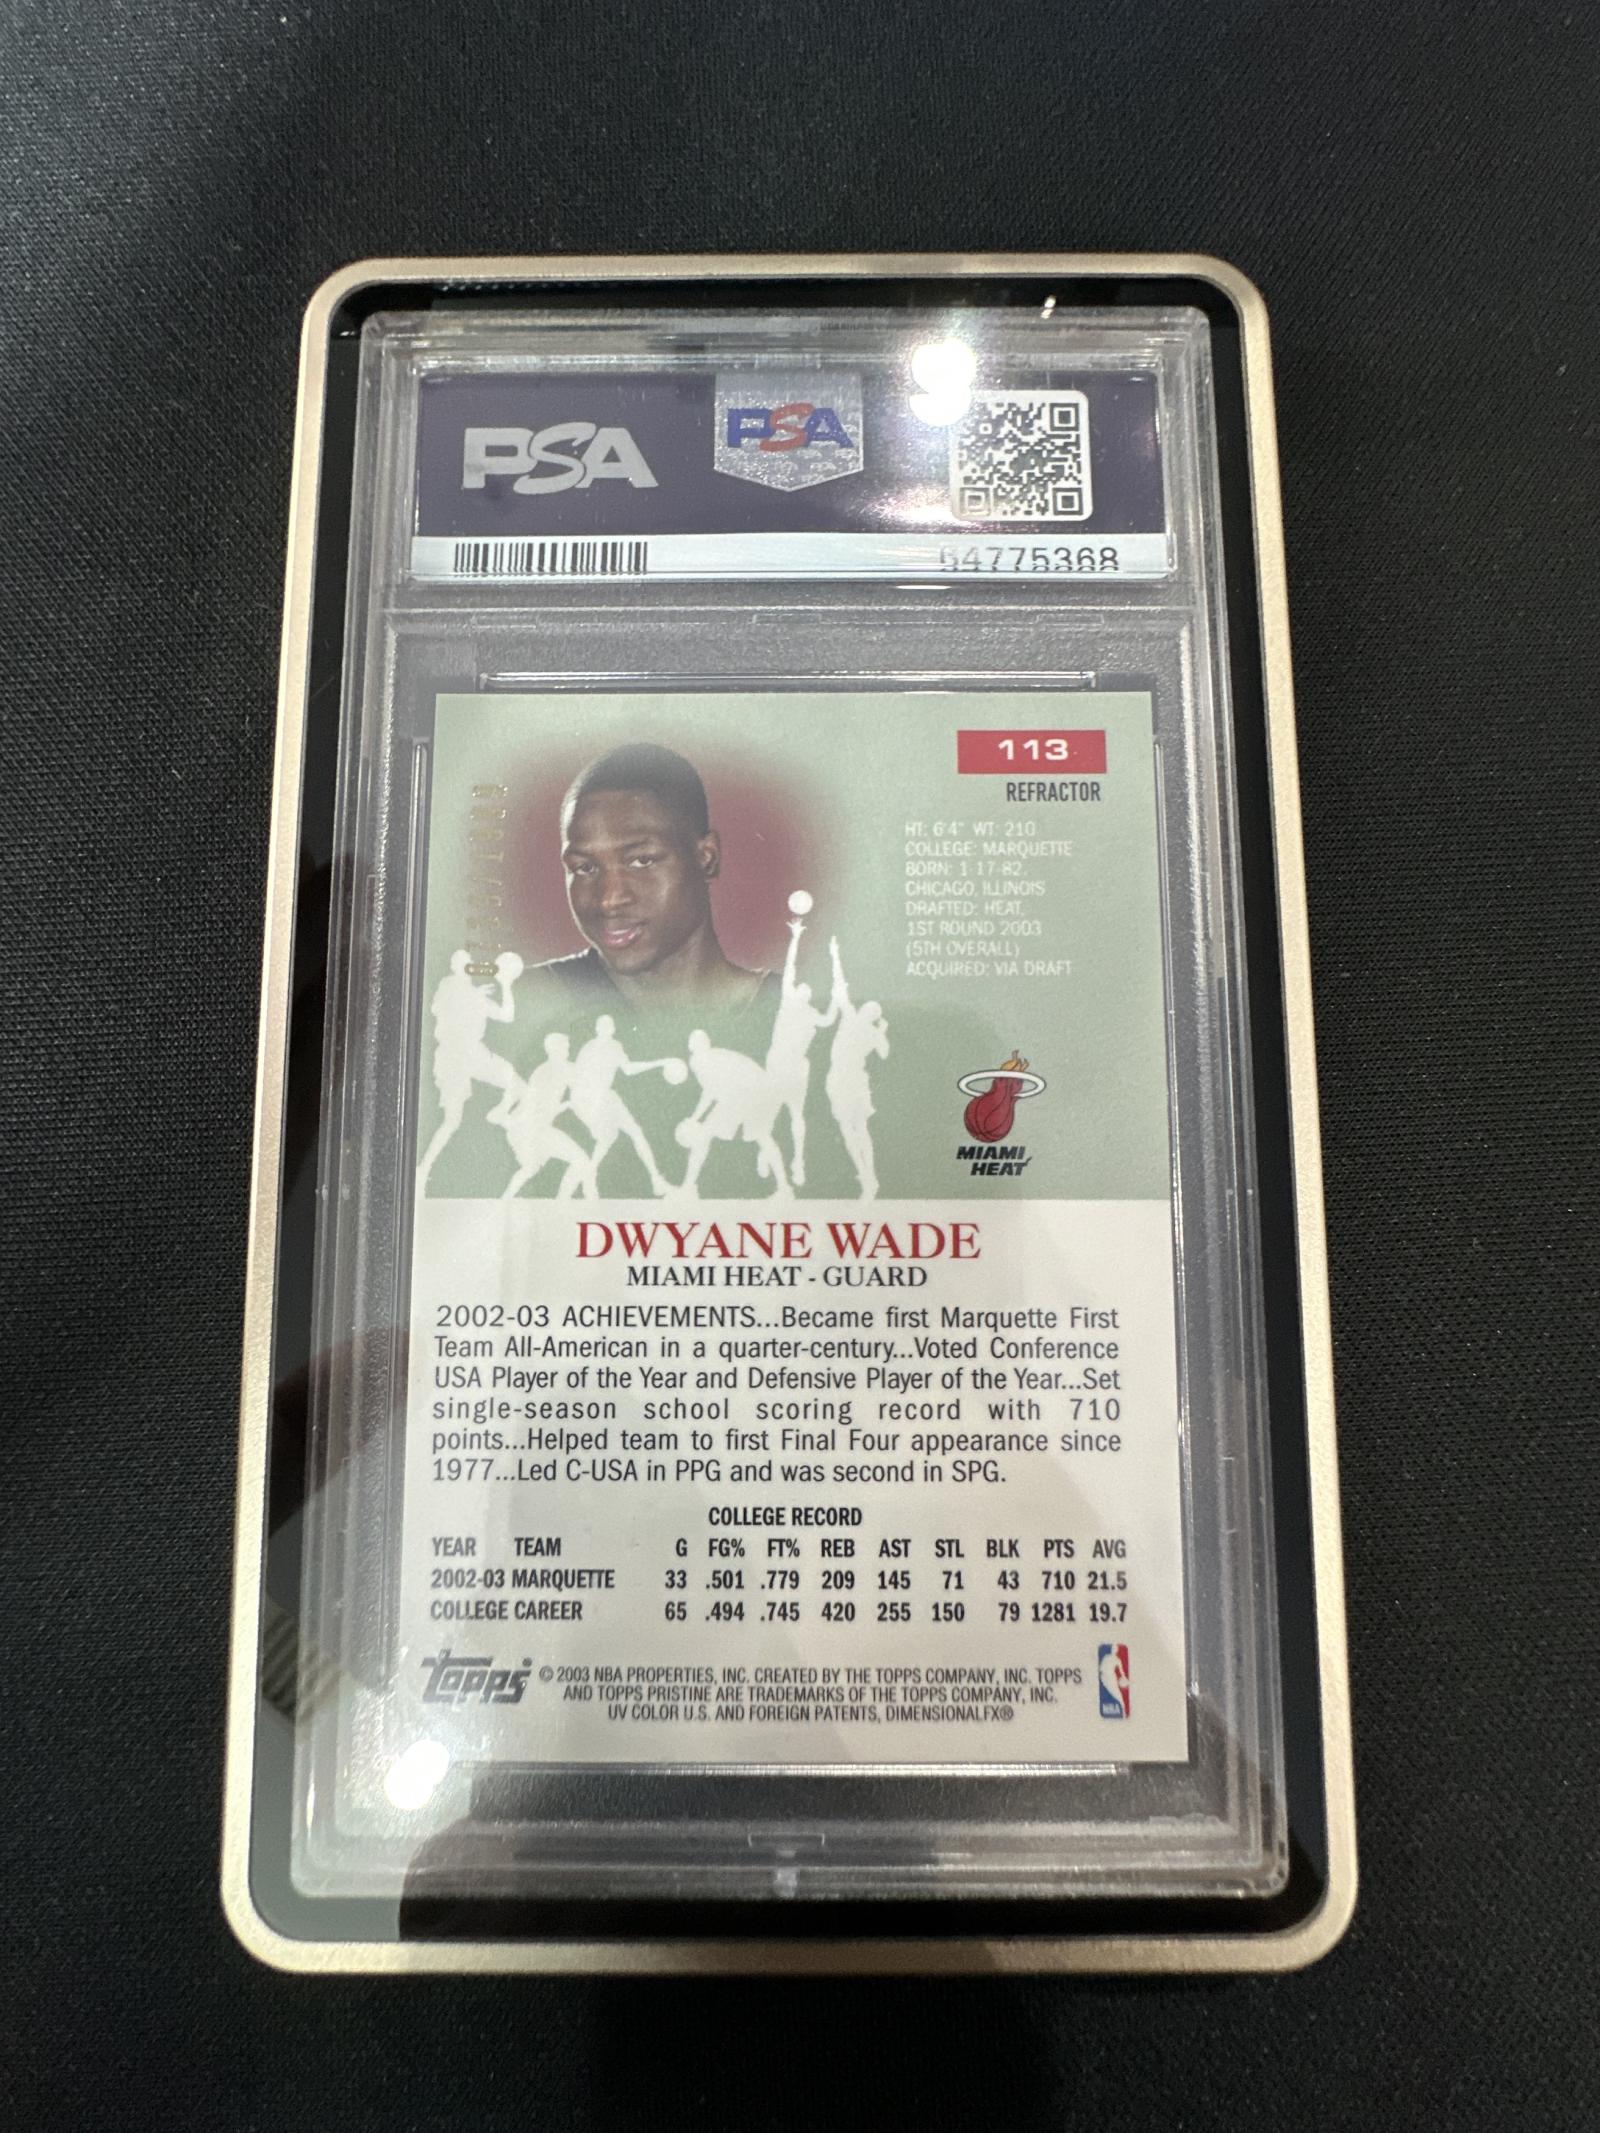 PSA
PSA
54775368
113
REFRACTOR
HT: 6'4" WT: 210
COLLEGE: MARQUETTE
BORN: 1-17-82,
CHICAGO, ILLINOIS
DRAFTED: HEAT,
1ST ROUND 2003
(5TH OVERALL)
ACQUIRED: VIA DRAFT
MIAMI
HEAT
DWYANE WADE
MIAMI HEAT - GUARD
2002-03 ACHIEVEMENTS...Became first Marquette First
Team All-American in a quarter-century...Voted Conference
USA Player of the Year and Defensive Player of the Year...Set
single-season school scoring record with 710
points...Helped team to first Final Four appearance since
1977...Led C-USA in PPG and was second in SPG.
COLLEGE RECORD
YEAR TEAM G FG% FT% REB AST STL BLK PTS AVG
2002-03 MARQUETTE 33 .501 .779 209 145 71 43 710 21.5
COLLEGE CAREER 65 .494 .745 420 255 150 79 1281 19.7
topps © 2003 NBA PROPERTIES, INC. CREATED BY THE TOPPS COMPANY, INC. TOPPS
AND TOPPS PRISTINE ARE TRADEMARKS OF THE TOPPS COMPANY, INC.
UV COLOR U.S. AND FOREIGN PATENTS, DIMENSIONALFX®
NBA